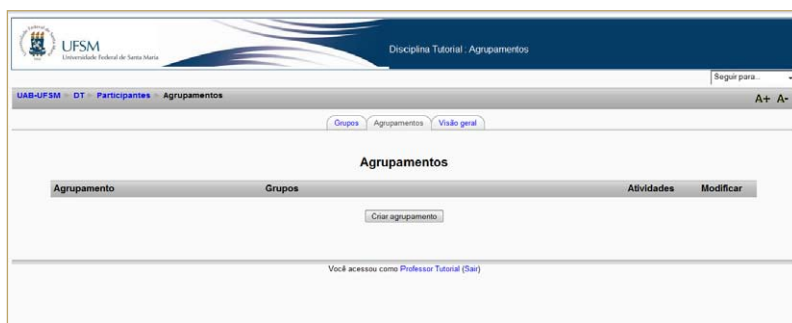 UFSM
Universidade Federal de Santa Maria
Disciplina Tutorial : Agrupamentos
Seguir para...
UAB-UFSM ► DT ► Participantes ► Agrupamentos
A+ A-
Grupos Agrupamentos Visão geral
Agrupamentos
Agrupamento Grupos Atividades Modificar
Criar agrupamento
Você acessou como Professor Tutorial (Sair)